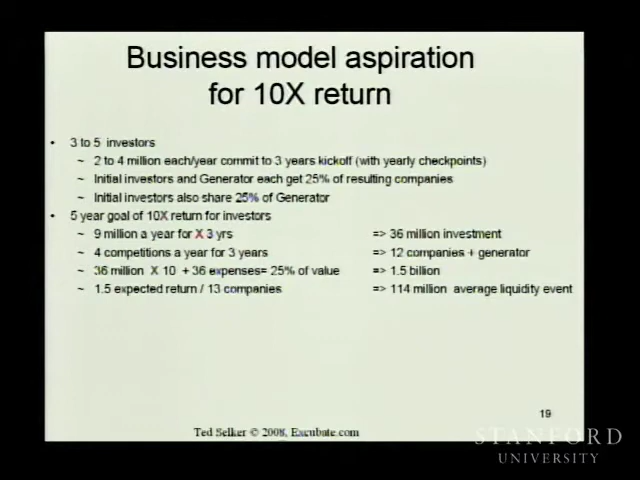 Business model aspiration
for 10X return
• 3 to 5 investors
~ 2 to 4 million each/year commit to 3 years kickoff (with yearly checkpoints)
~ Initial investors and Generator each get 25% of resulting companies
~ Initial investors also share 25% of Generator
• 5 year goal of 10X return for investors
~ 9 million a year for X 3 yrs => 36 million investment
~ 4 competitions a year for 3 years => 12 companies + generator
~ 36 million X 10 + 36 expenses= 25% of value => 1.5 billion
~ 1.5 expected return / 13 companies => 114 million average liquidity event
19
Ted Selker © 2008, Excubate.com
STANFORD
UNIVERSITY